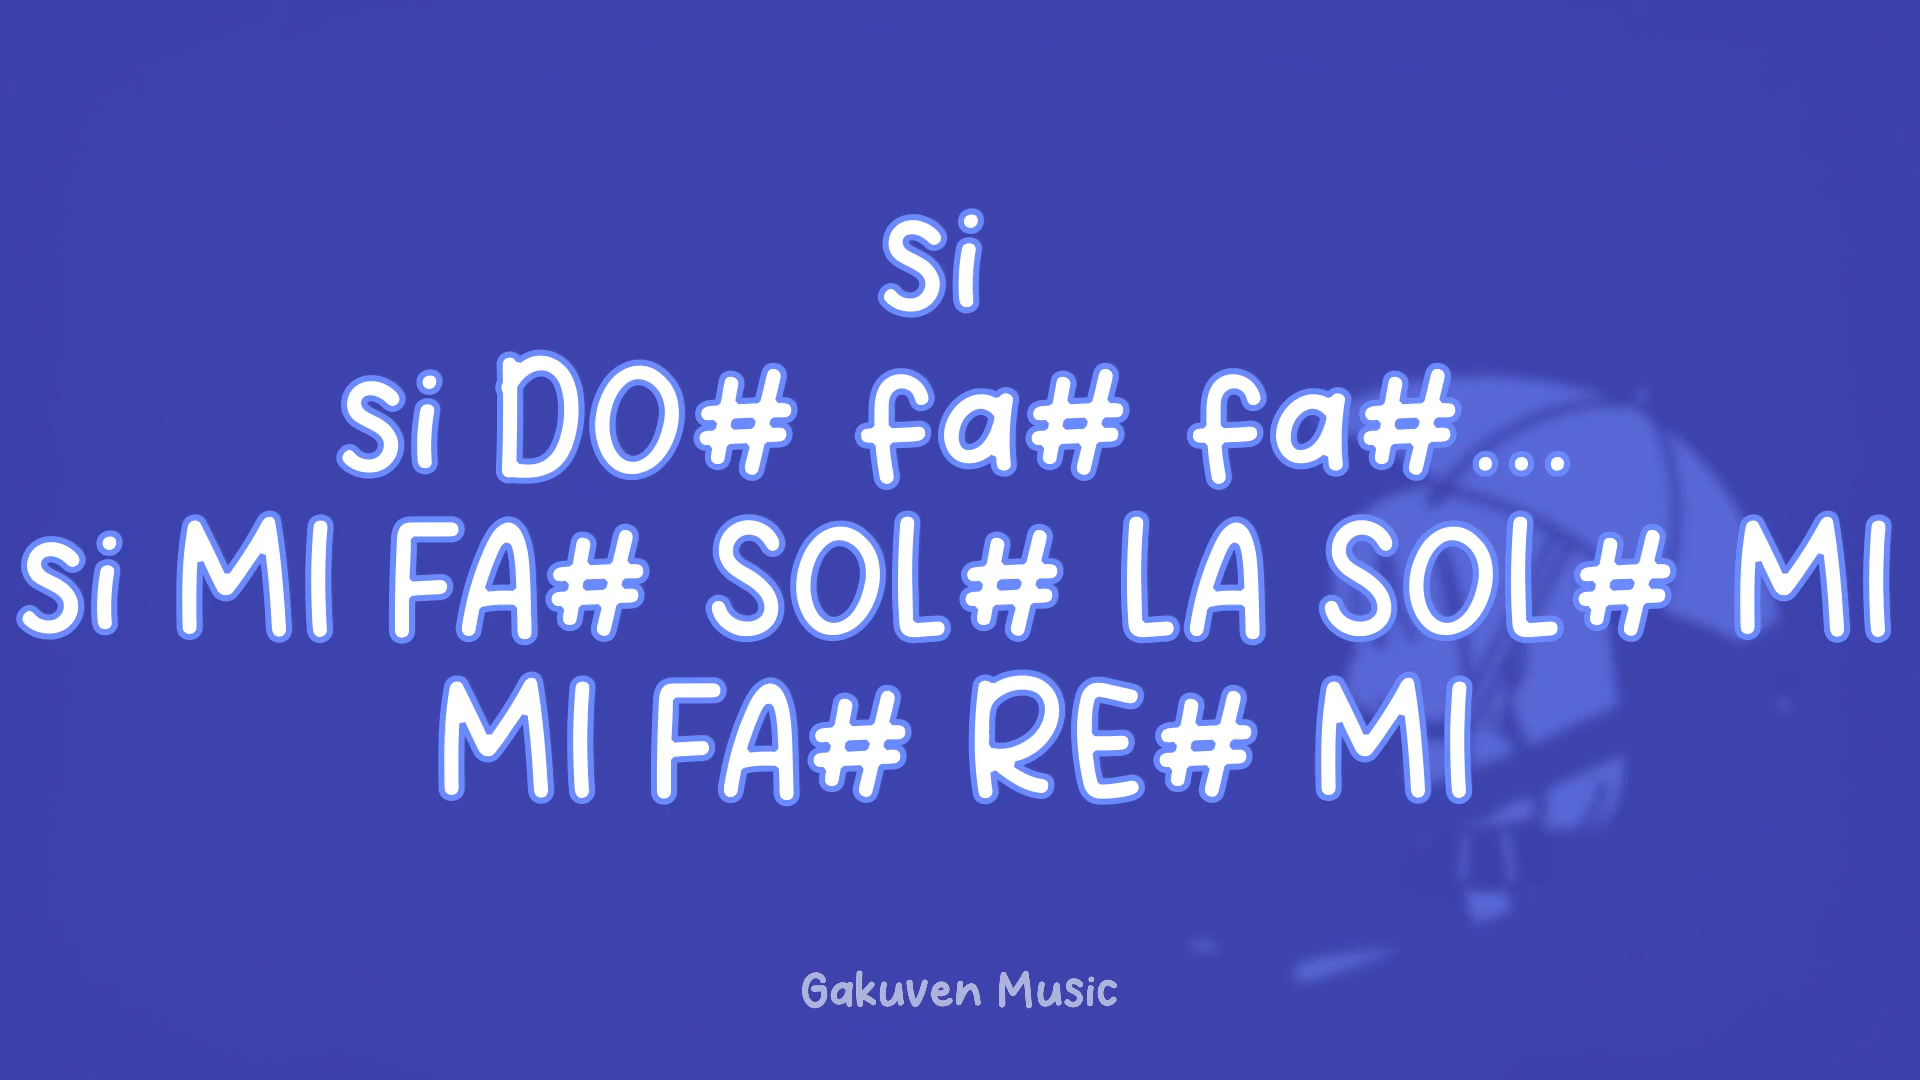 si
si DO# fa# fa#...
si MI FA# SOL# LA SOL# MI
MI FA# RE# MI
Gakuven Music